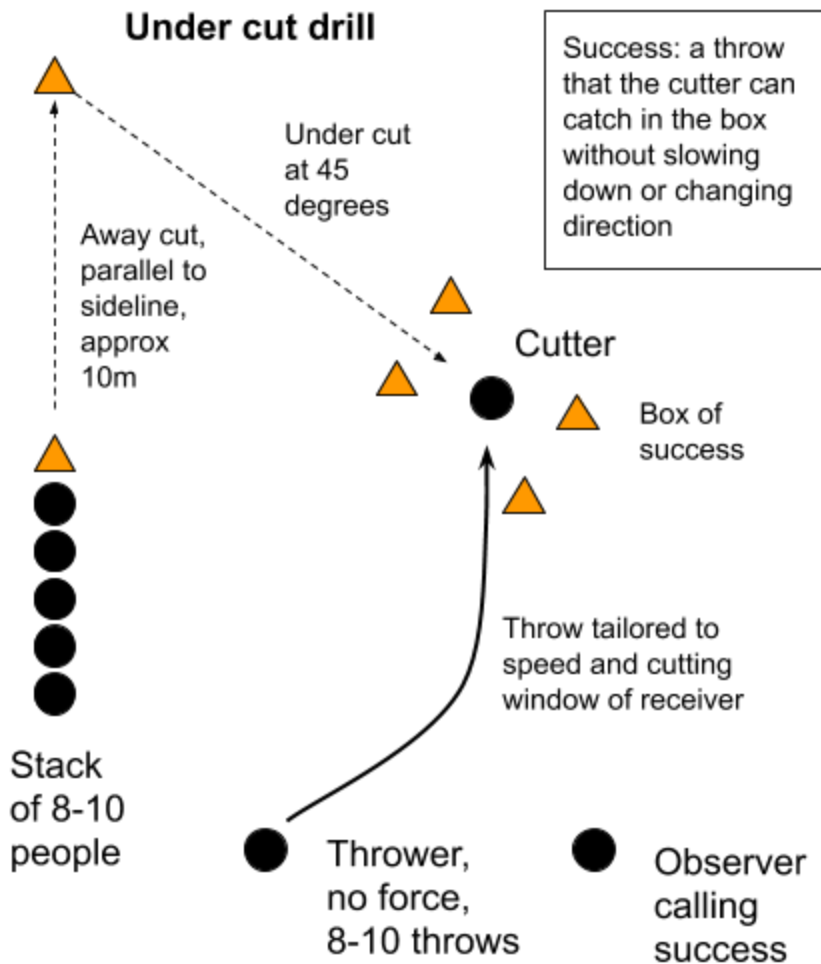 Under cut drill
Success: a throw
that the cutter can
catch in the box
without slowing
down or changing
direction
Under cut
at 45
degrees
Away cut,
parallel to
sideline,
approx
10m
Cutter
Box of
success
Throw tailored to
speed and cutting
window of receiver
Stack
of 8-10
people
Thrower,
no force,
8-10 throws
Observer
calling
success